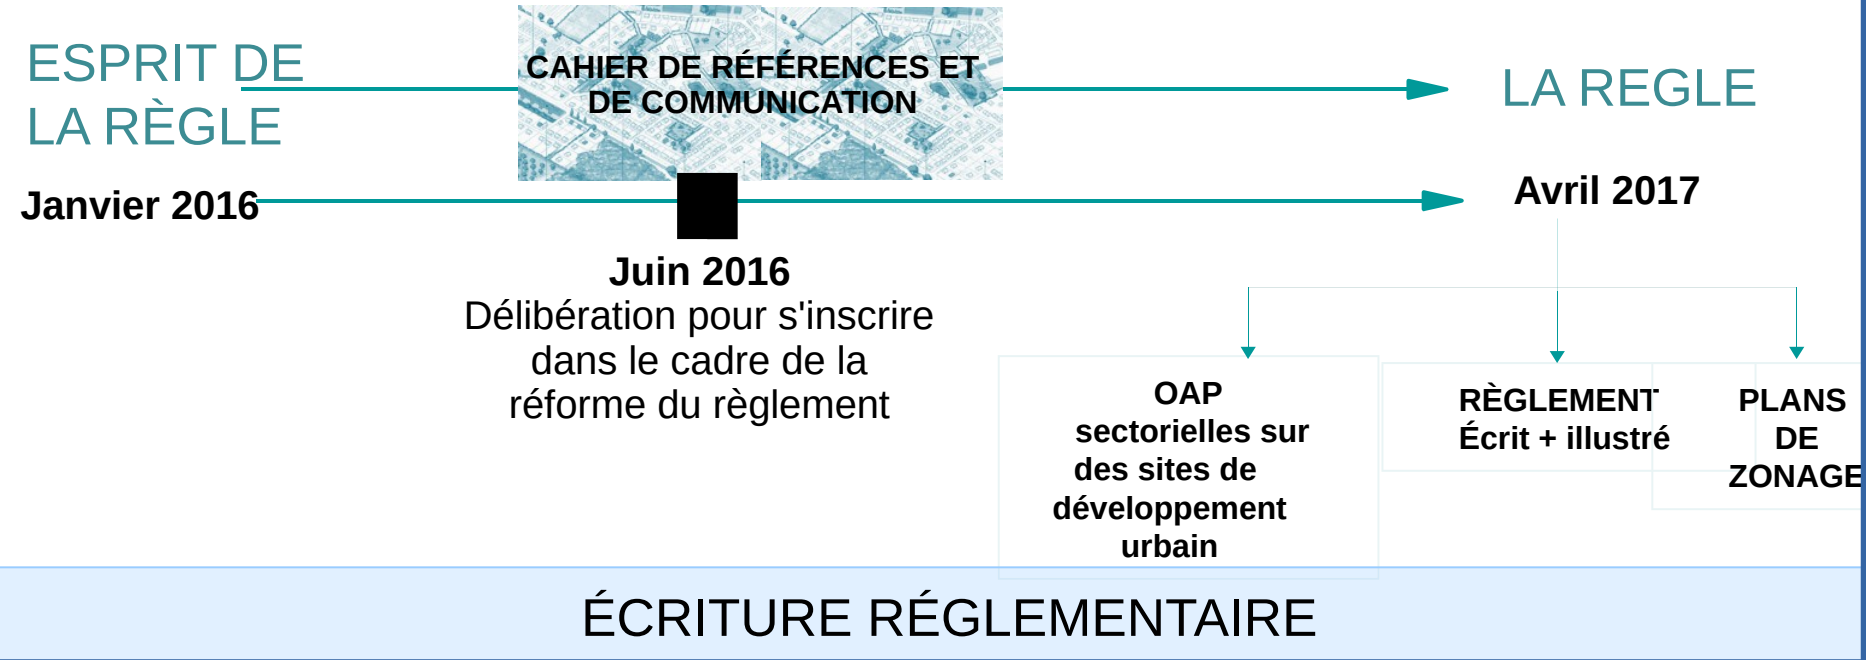 ESPRIT DE
LA RÈGLE
CAHIER DE RÉFÉRENCES ET
DE COMMUNICATION
LA REGLE
Janvier 2016
Avril 2017
Juin 2016
Délibération pour s'inscrire
dans le cadre de la
réforme du règlement
OAP
sectorielles sur
des sites de
développement
urbain
RÈGLEMENT
Écrit + illustré
PLANS
DE
ZONAGE
ÉCRITURE RÉGLEMENTAIRE